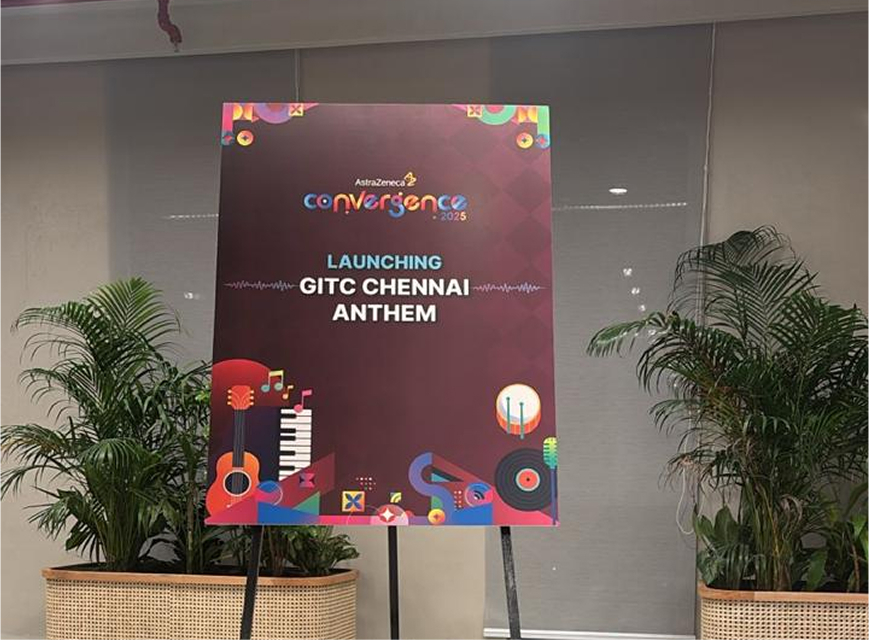 AstraZeneca
convergence
2025
LAUNCHING
GITC CHENNAI
ANTHEM